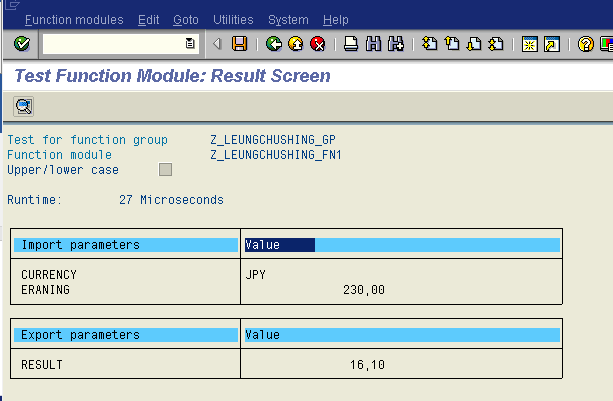 Function modules Edit Goto Utilities System Help
Test Function Module: Result Screen
Test for function group Z_LEUNGCHUSHING_GP
Function module Z_LEUNGCHUSHING_FN1
Upper/lower case
Runtime: 27 Microseconds
Import parameters Value
CURRENCY JPY
ERANING 230,00
Export parameters Value
RESULT 16,10